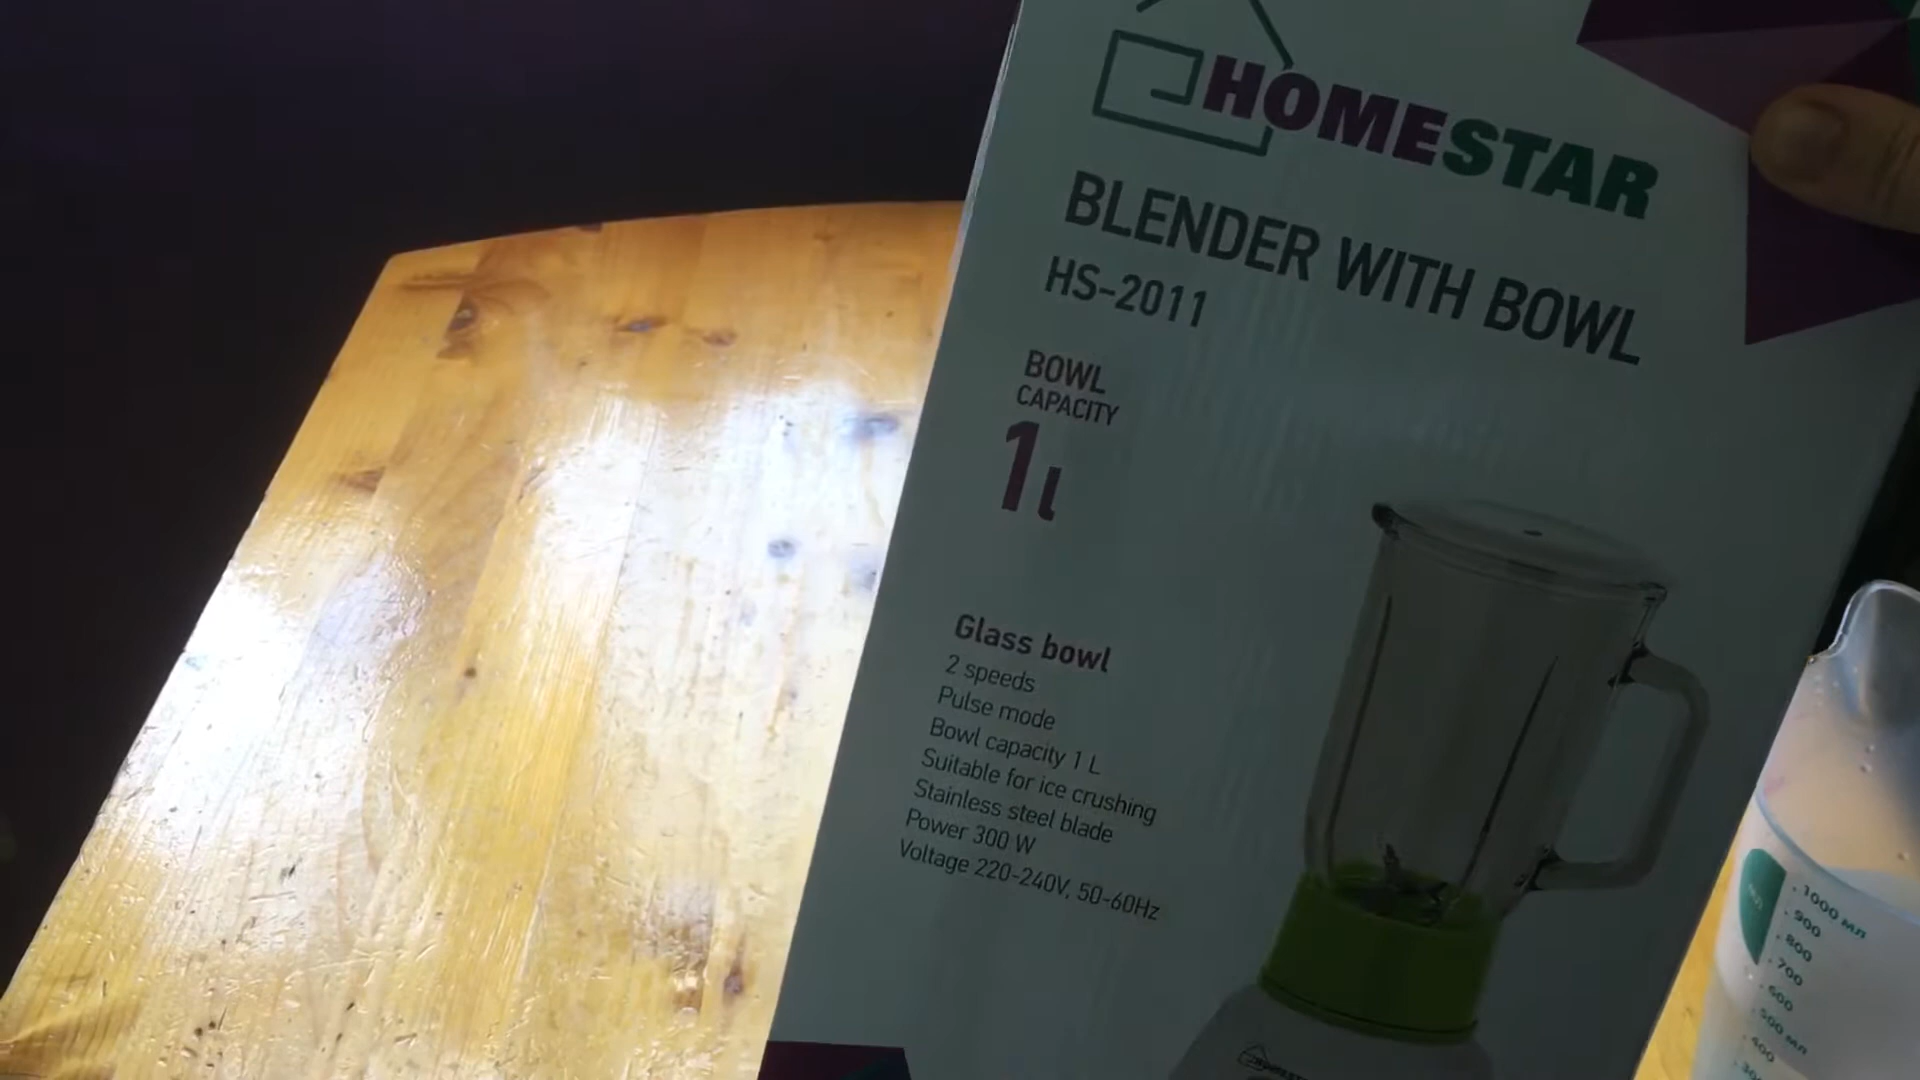 HOMESTAR
BLENDER WITH BOWL
HS-2011
BOWL
CAPACITY
1l
Glass bowl
2 speeds
Pulse mode
Bowl capacity 1 L
Suitable for ice crushing
Stainless steel blade
Power 300 W
Voltage 220-240V, 50-60Hz
1000 мл
900
800
700
600
500 мл
400